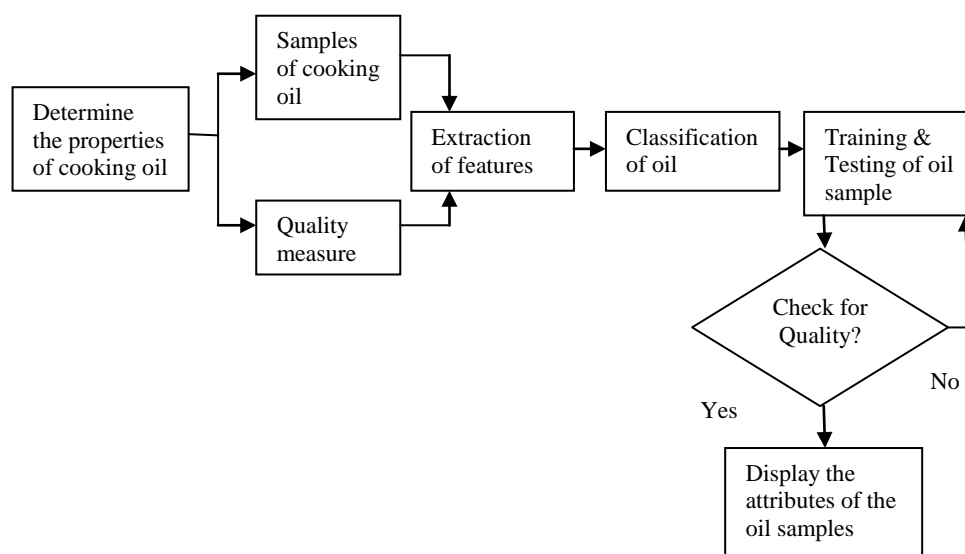 Determine
the properties
of cooking oil
Samples
of cooking
oil
Quality
measure
Extraction
of features
Classification
of oil
Training &
Testing of oil
sample
Check for
Quality?
No
Yes
Display the
attributes of the
oil samples